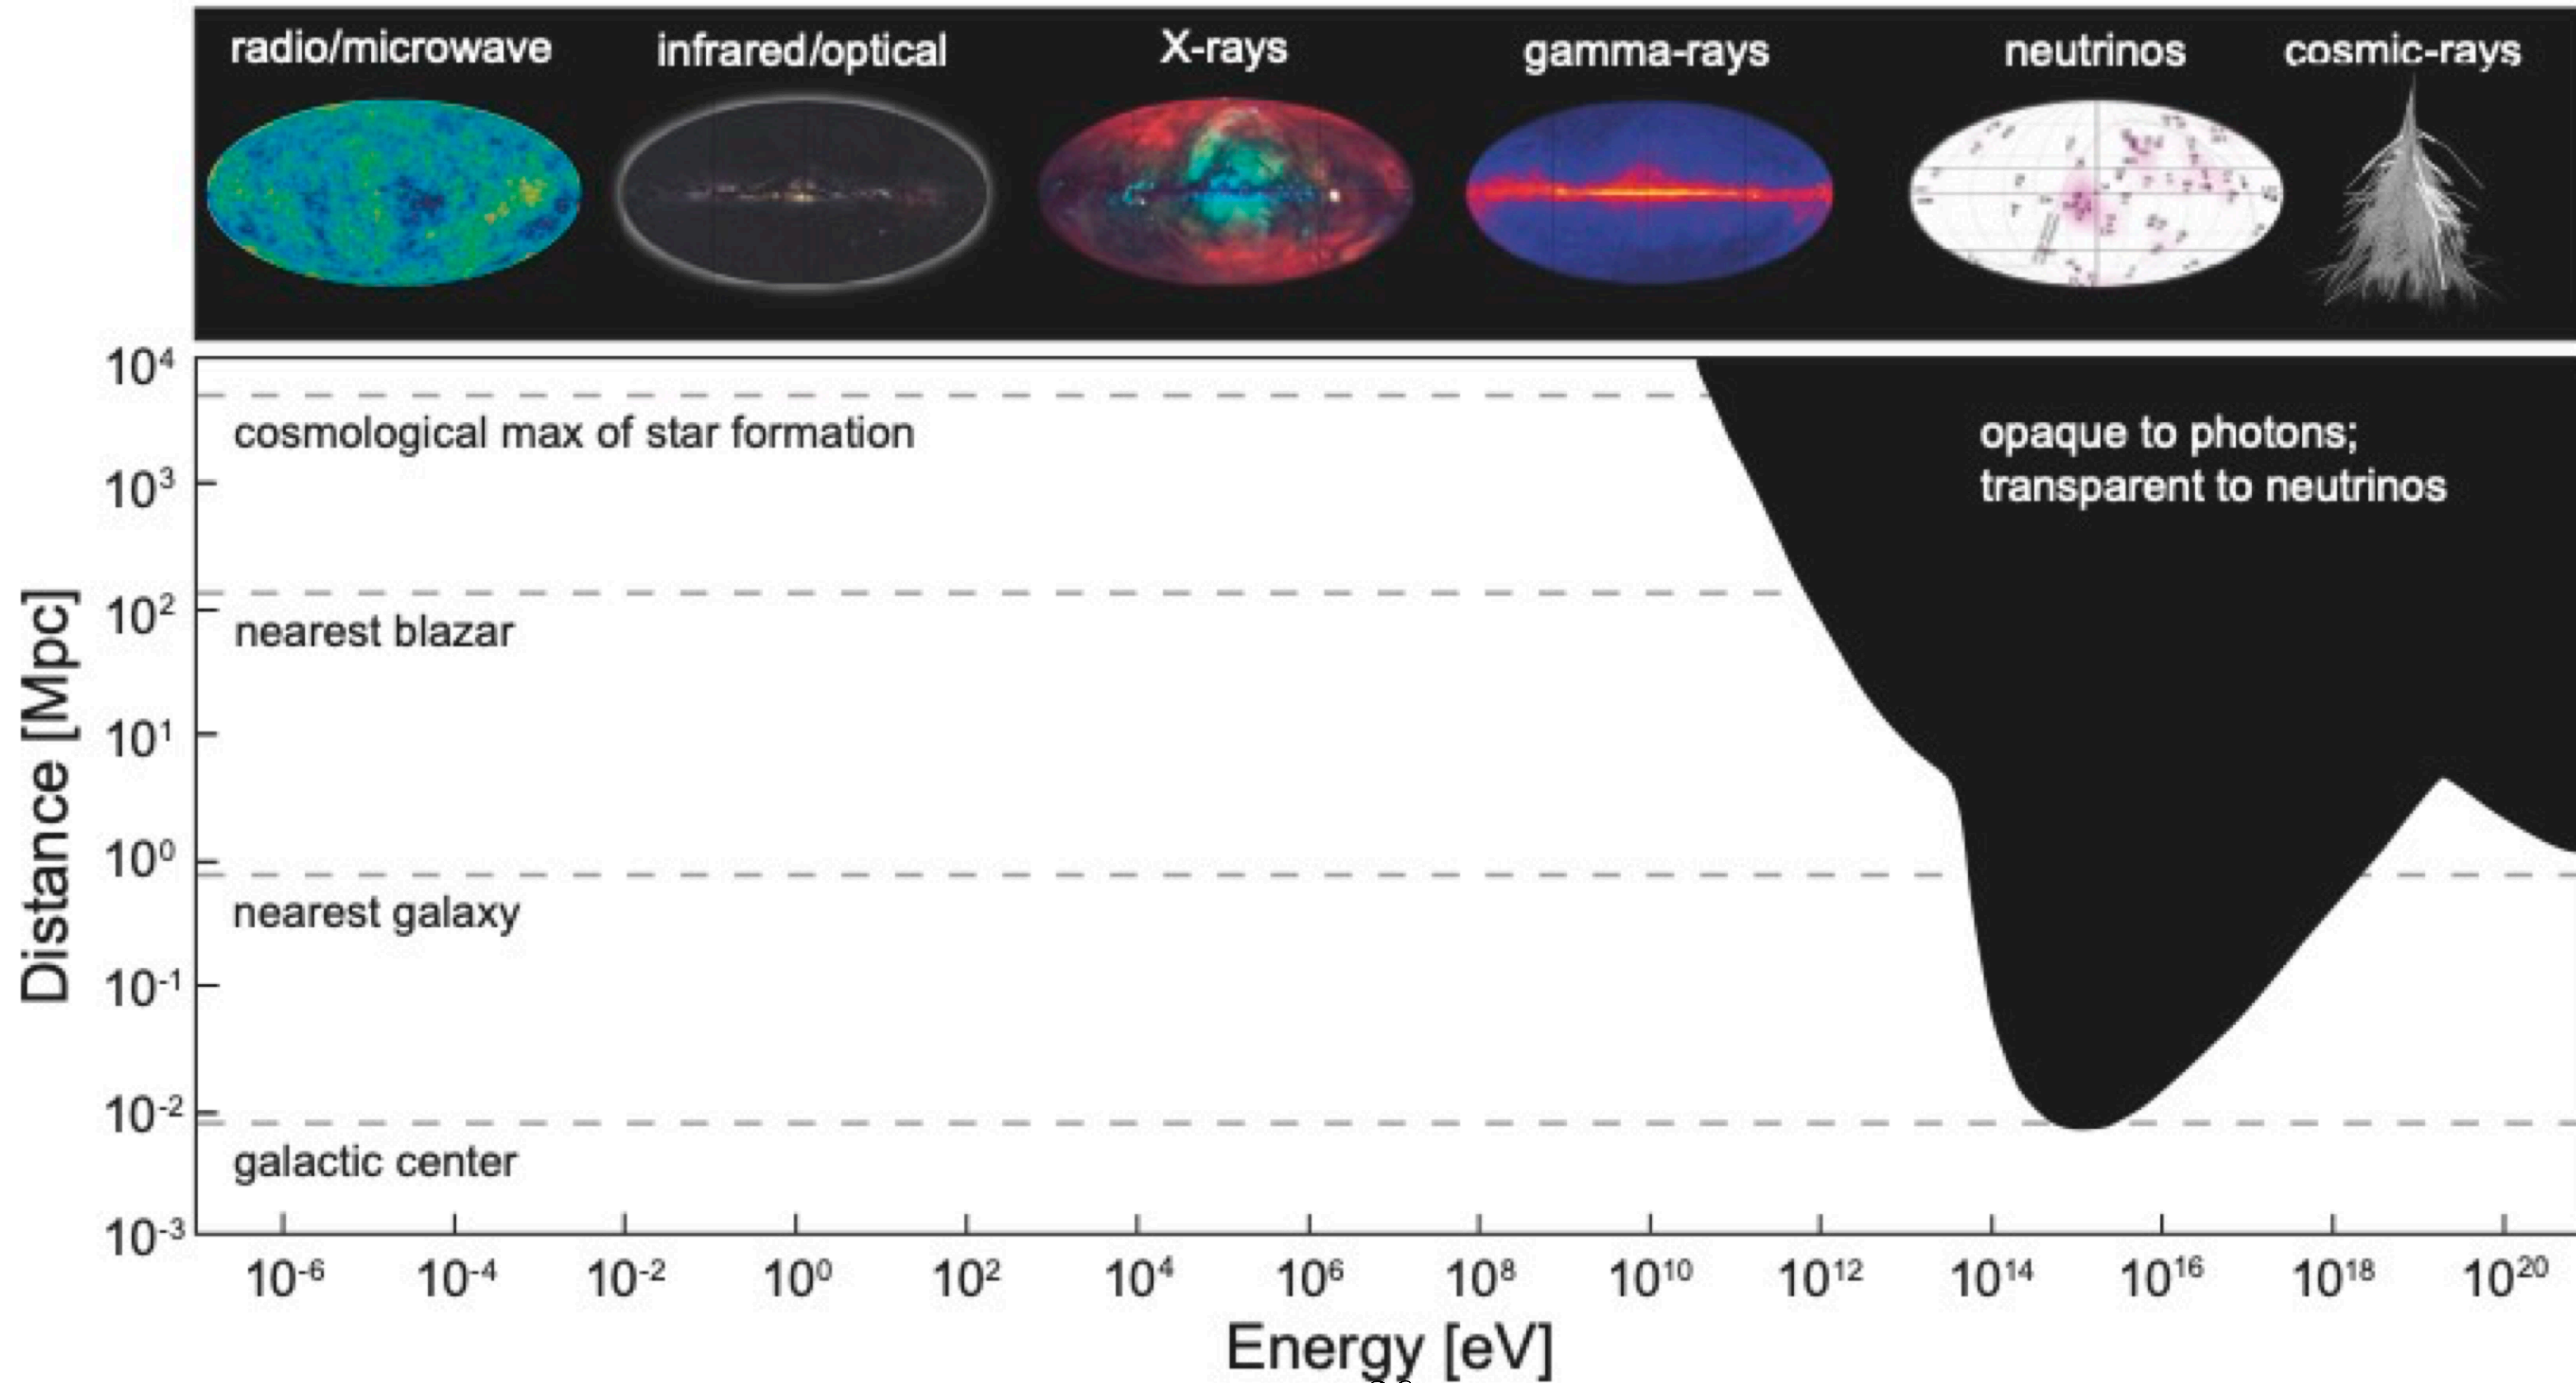 radio/microwave infrared/optical X-rays gamma-rays neutrinos cosmic-rays
10⁴
cosmological max of star formation
opaque to photons;
transparent to neutrinos
10³
10²
nearest blazar
10¹
10⁰
nearest galaxy
10⁻¹
10⁻²
galactic center
10⁻³
Distance [Mpc]
10⁻⁶ 10⁻⁴ 10⁻² 10⁰ 10² 10⁴ 10⁶ 10⁸ 10¹⁰ 10¹² 10¹⁴ 10¹⁶ 10¹⁸ 10²⁰
Energy [eV]